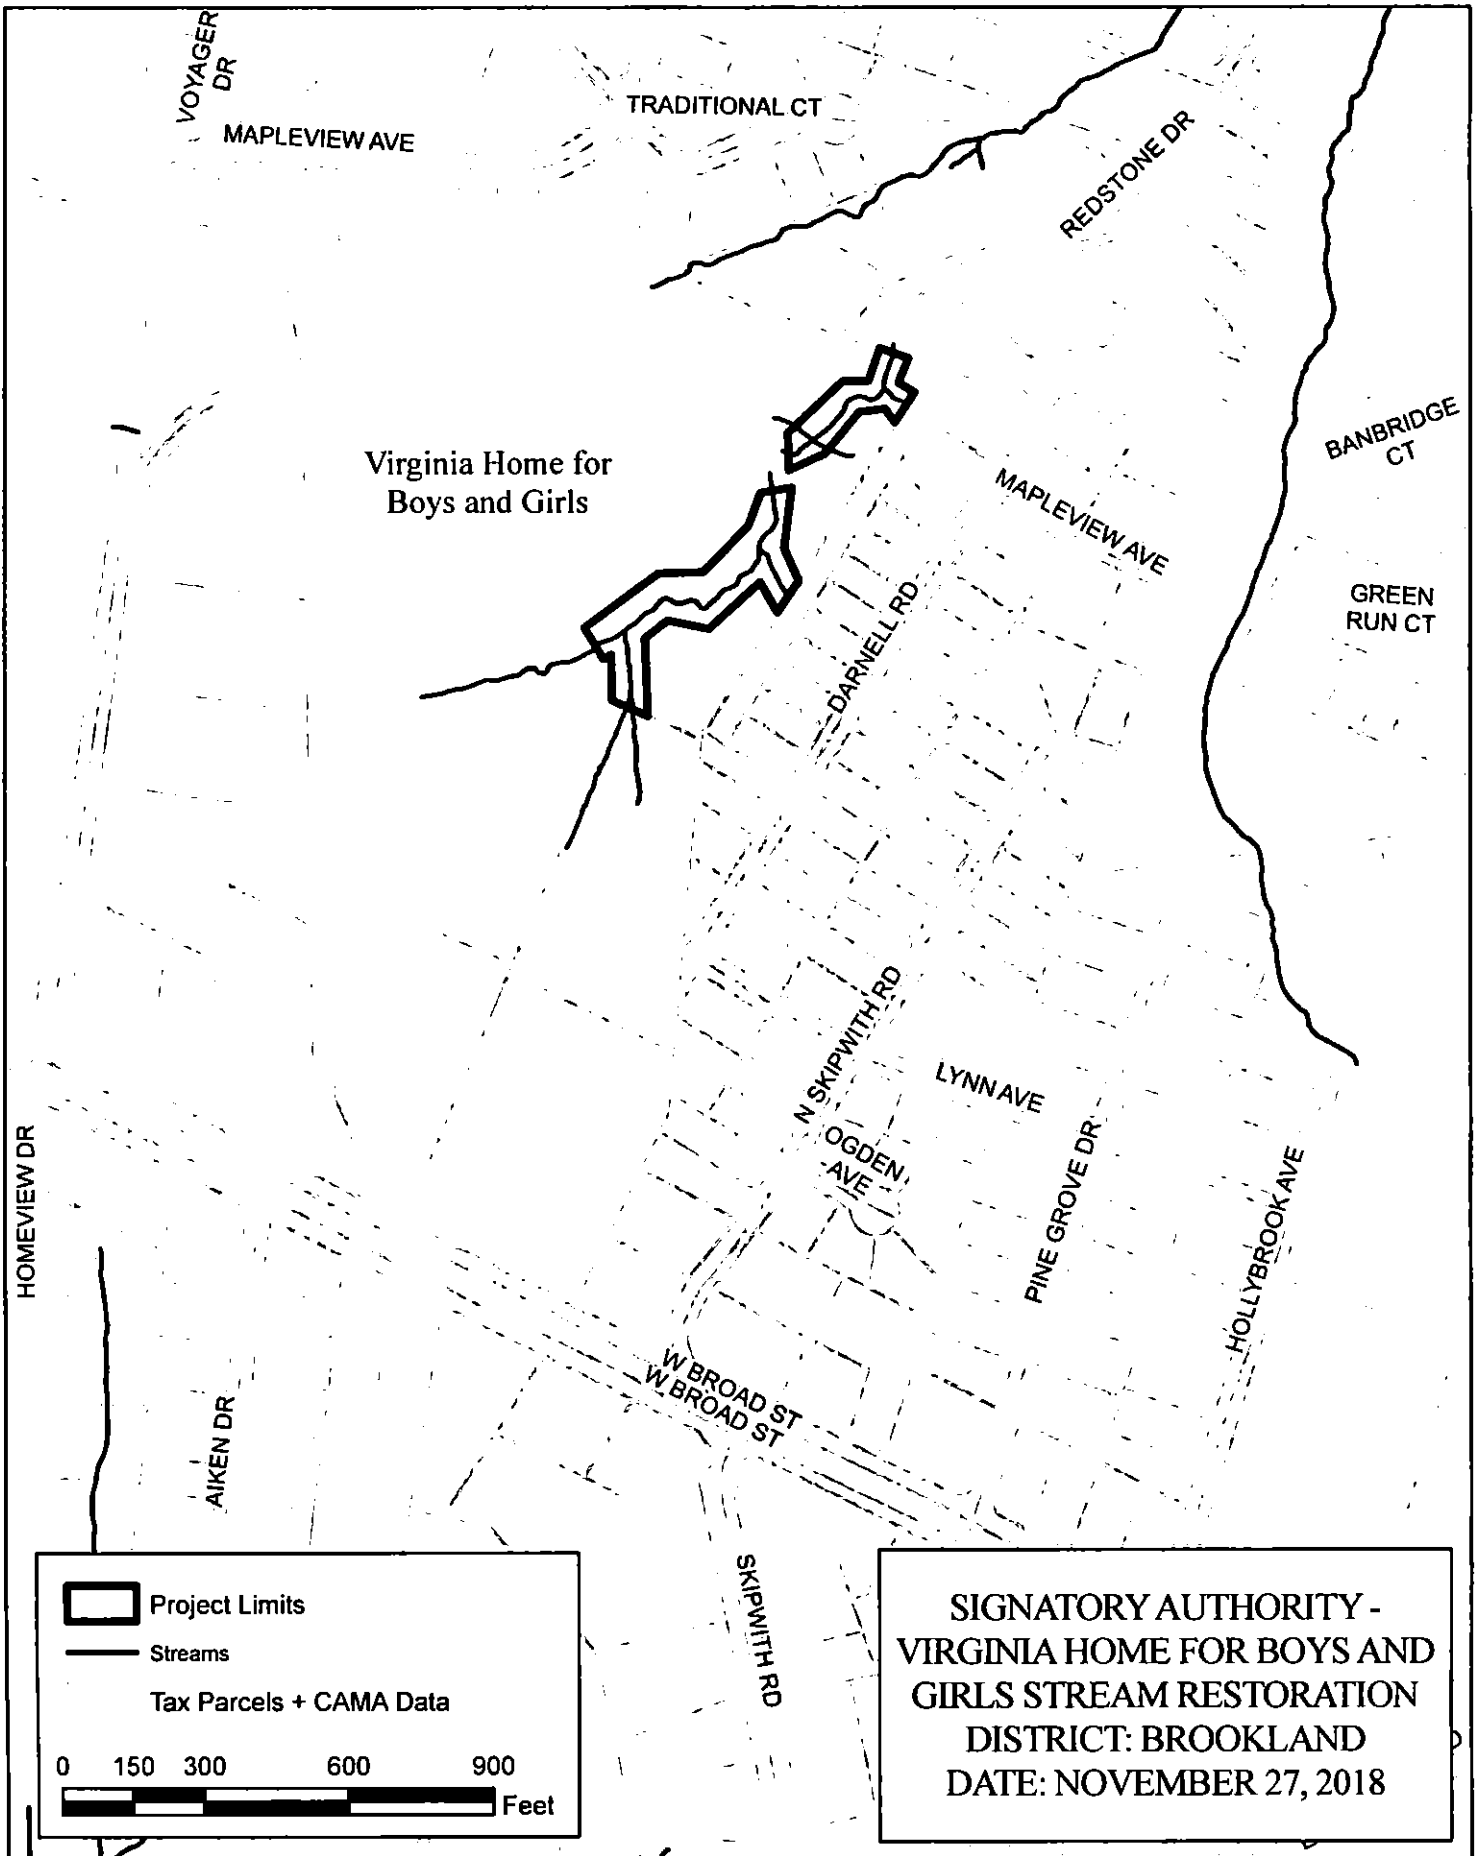 VOYAGER
DR
MAPLEVIEW AVE
TRADITIONAL CT
REDSTONE DR
BANBRIDGE
CT
Virginia Home for
Boys and Girls
MAPLEVIEW AVE
GREEN
RUN CT
DARNELL RD
N SKIPWITH RD
LYNN AVE
OGDEN
AVE
HOMEVIEW DR
PINE GROVE DR
HOLLYBROOK AVE
W BROAD ST
W BROAD ST
AIKEN DR
SKIPWITH RD
Project Limits
Streams
Tax Parcels + CAMA Data
0 150 300 600 900
Feet
SIGNATORY AUTHORITY -
VIRGINIA HOME FOR BOYS AND
GIRLS STREAM RESTORATION
DISTRICT: BROOKLAND
DATE: NOVEMBER 27, 2018